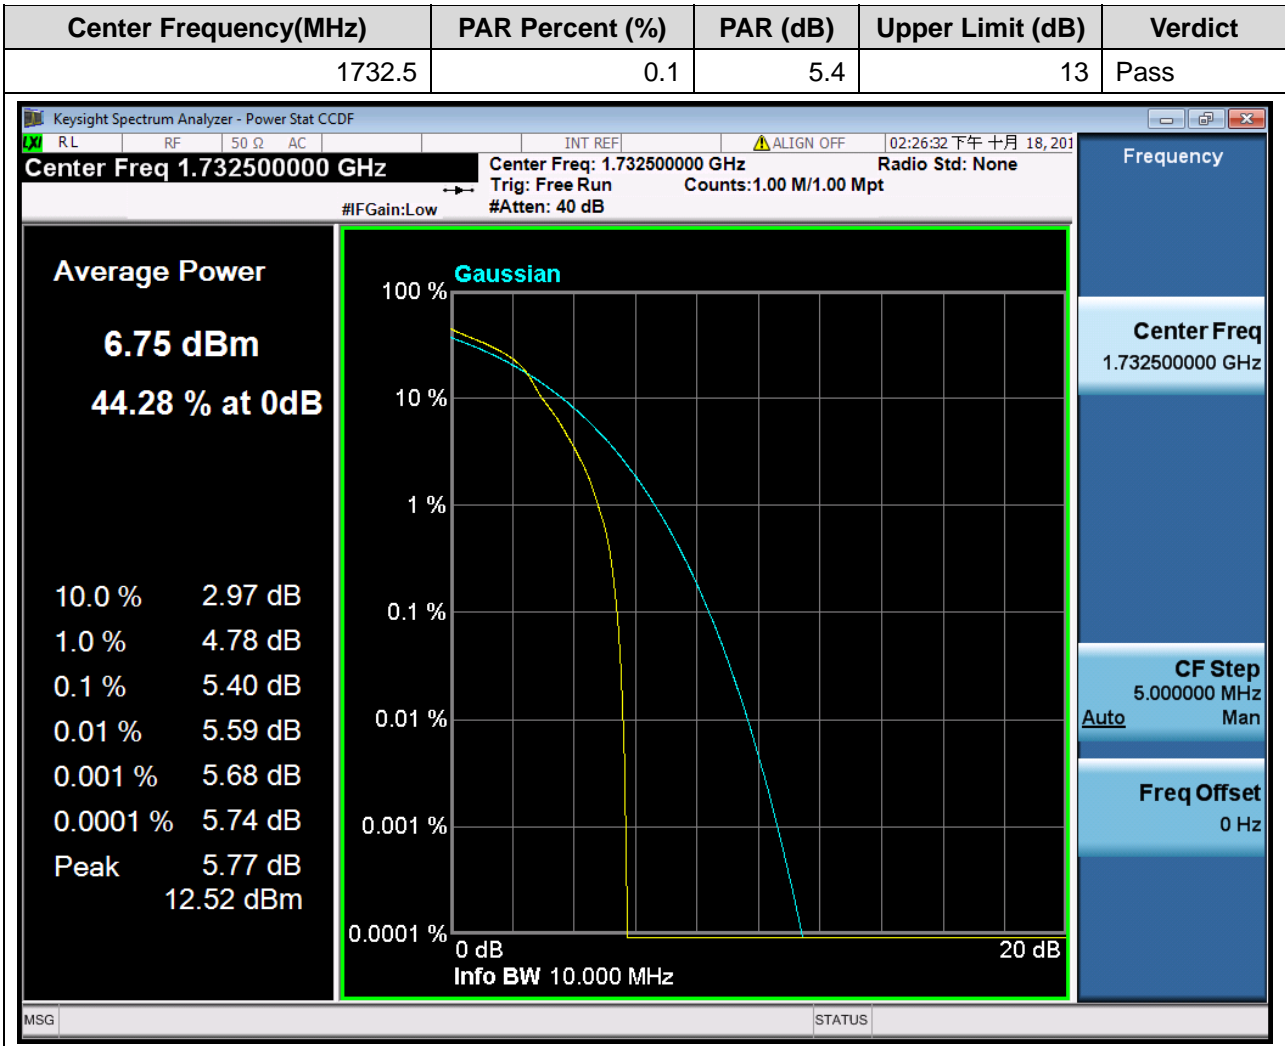 Center Frequency(MHz) PAR Percent (%) PAR (dB) Upper Limit (dB) Verdict
1732.5 0.1 5.4 13 Pass
Keysight Spectrum Analyzer - Power Stat CCDF
LXI RL RF 50 Ω AC INT REF ALIGN OFF 02:26:32 下午 十月 18, 201
Center Freq 1.732500000 GHz
Center Freq: 1.732500000 GHz Radio Std: None
Trig: Free Run Counts:1.00 M/1.00 Mpt
#IFGain:Low #Atten: 40 dB
Average Power
6.75 dBm
44.28 % at 0dB
10.0 % 2.97 dB
1.0 % 4.78 dB
0.1 % 5.40 dB
0.01 % 5.59 dB
0.001 % 5.68 dB
0.0001 % 5.74 dB
Peak 5.77 dB
12.52 dBm
Gaussian
100 %
10 %
1 %
0.1 %
0.01 %
0.001 %
0.0001 %
0 dB 20 dB
Info BW 10.000 MHz
Frequency
Center Freq
1.732500000 GHz
CF Step
5.000000 MHz
Auto Man
Freq Offset
0 Hz
MSG STATUS